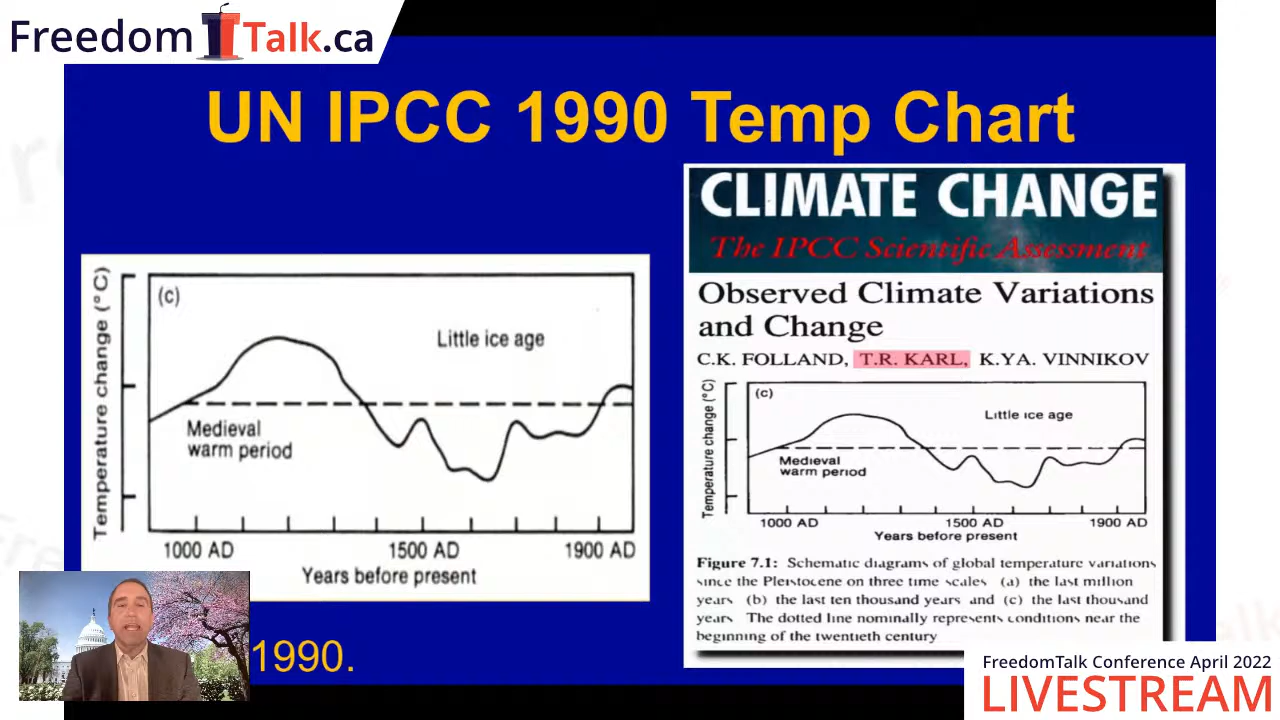 FreedomTalk.ca
UN IPCC 1990 Temp Chart
Temperature change (°C)
(c)
Little ice age
Medieval
warm period
1000 AD 1500 AD 1900 AD
Years before present
1990.
CLIMATE CHANGE
The IPCC Scientific Assessment
Observed Climate Variations
and Change
C.K. FOLLAND, T.R. KARL, K.YA. VINNIKOV
Temperature change (°C)
(c)
Little ice age
Medieval
warm period
1000 AD 1500 AD 1900 AD
Years before present
Figure 7.1: Schematic diagrams of global temperature variations
since the Pleistocene on three time scales (a) the last million
years (b) the last ten thousand years and (c) the last thousand
years The dotted line nominally represents conditions near the
beginning of the twentieth century
FreedomTalk Conference April 2022
LIVESTREAM